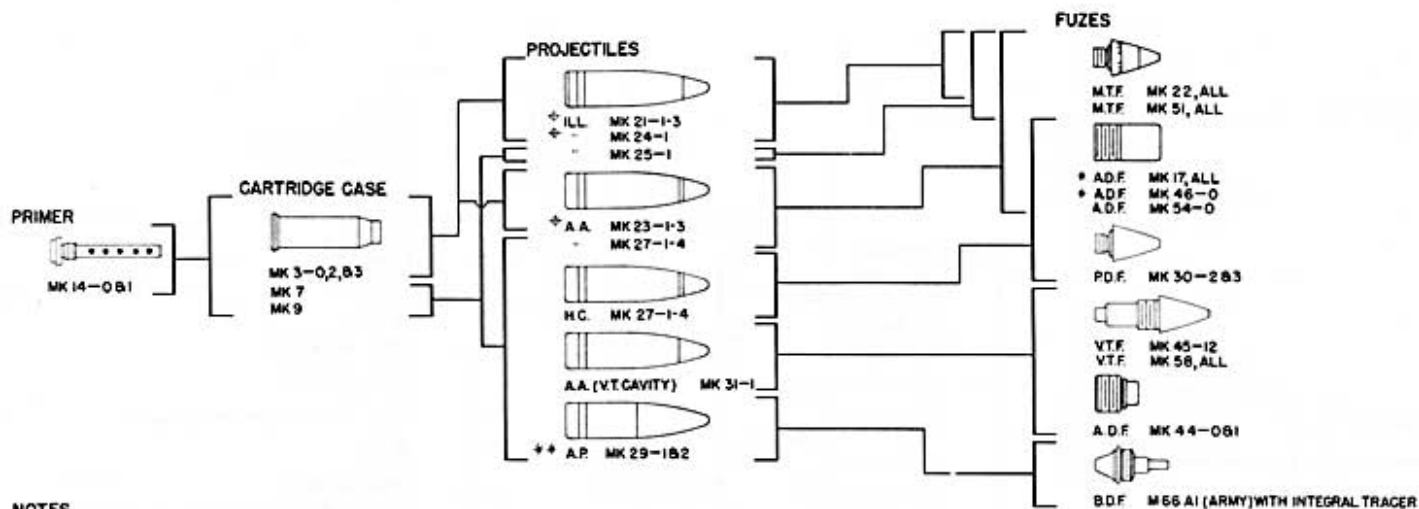 FUZES
PROJECTILES
M.T.F. MK 22, ALL
M.T.F. MK 51, ALL
+ ILL. MK 21-1-3
+ " MK 24-1
" MK 25-1
* A.D.F. MK 17, ALL
* A.D.F. MK 46-0
A.D.F. MK 54-0
CARTRIDGE CASE
PRIMER
+ A.A. MK 23-1-3
" MK 27-1-4
MK 14-0&1
MK 3-0,2,&3
MK 7
MK 9
P.D.F. MK 30-2&3
H.C. MK 27-1-4
V.T.F. MK 45-12
V.T.F. MK 58, ALL
A.A. (V.T. CAVITY) MK 31-1
A.D.F. MK 44-0&1
** A.P. MK 29-1&2
B.D.F. M66 A1 (ARMY) WITH INTEGRAL TRACER
NOTES